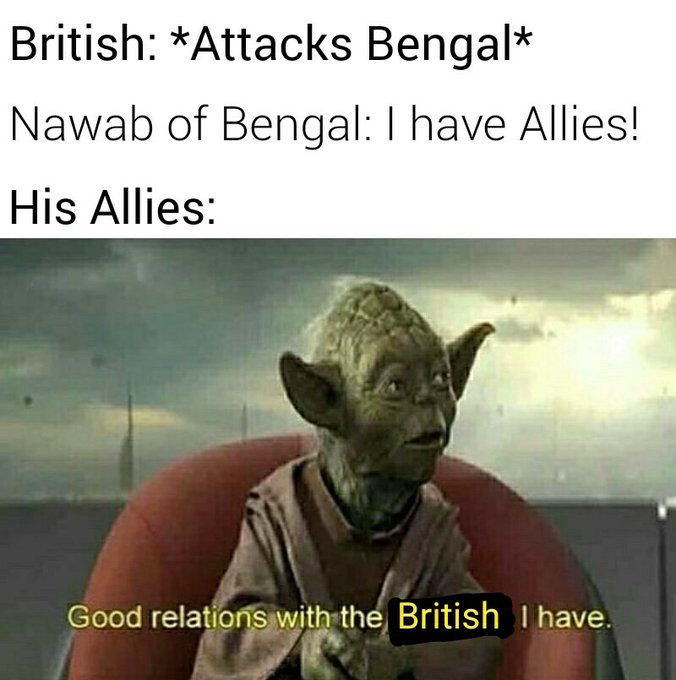 British: *Attacks Bengal*
Nawab of Bengal: I have Allies!
His Allies:
Good relations with the British I have.